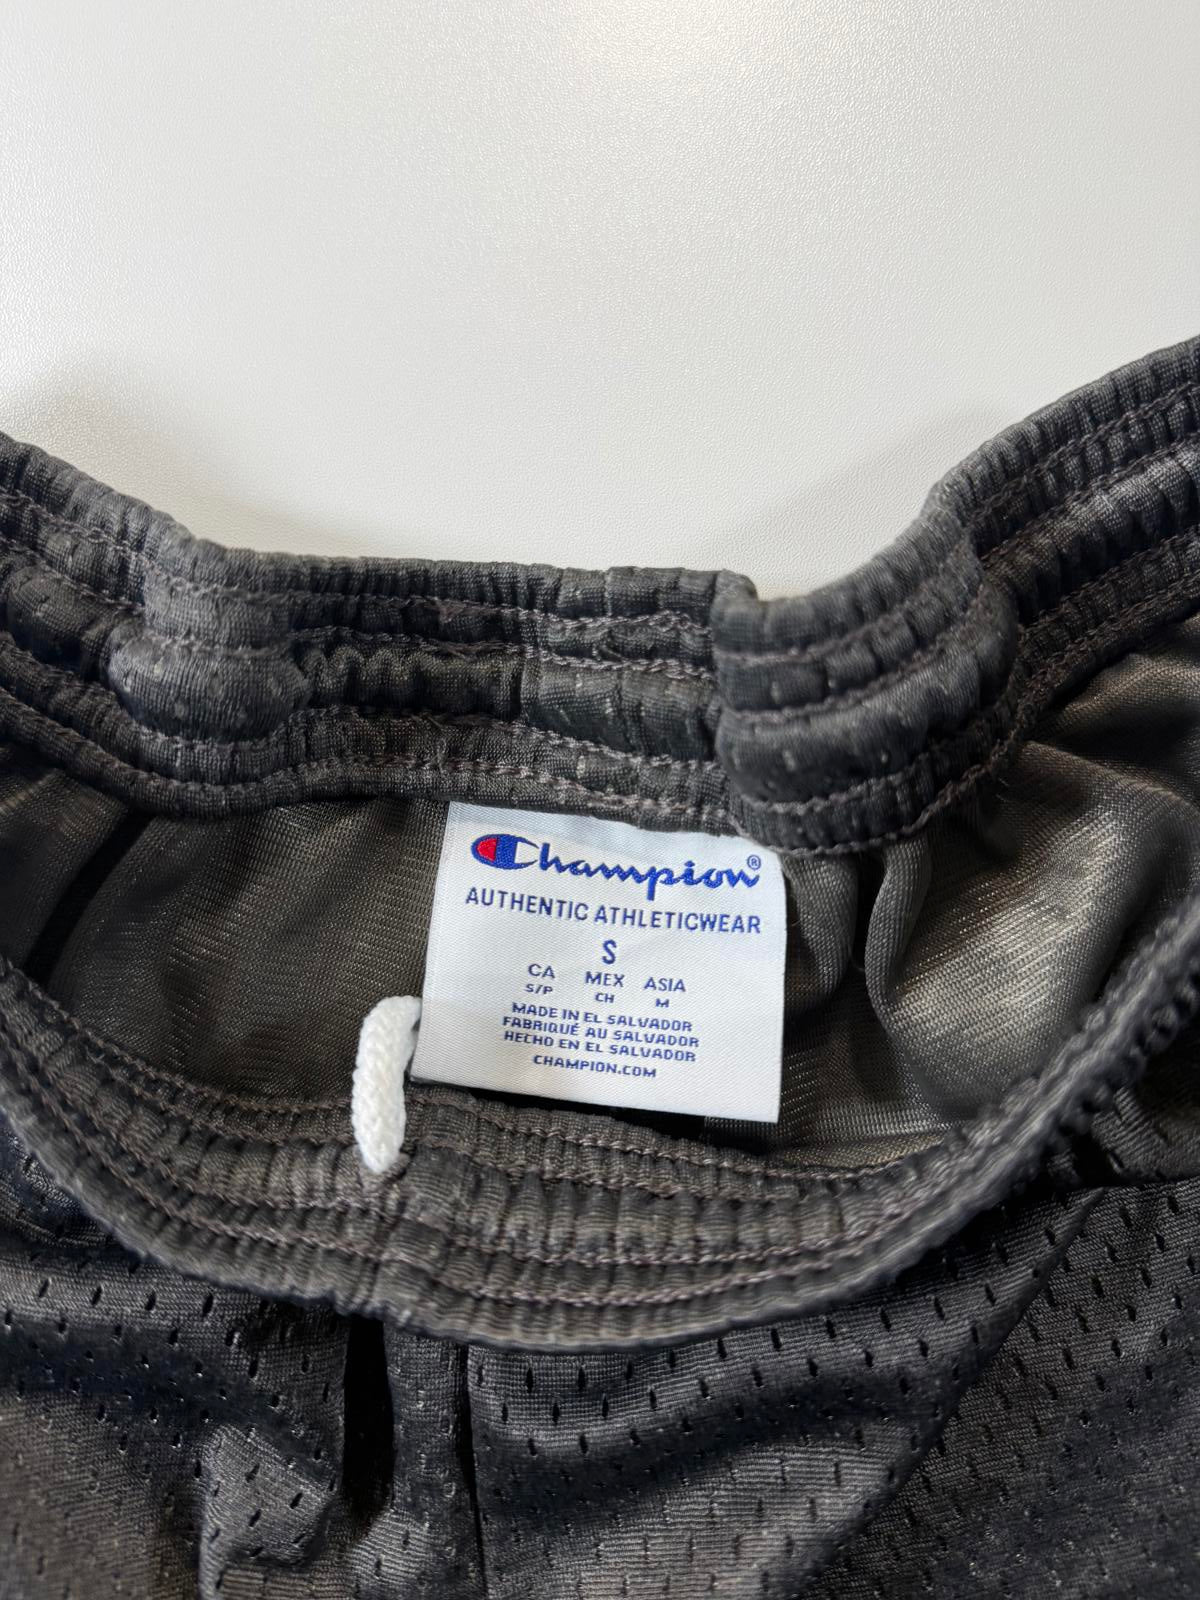 Champion®
AUTHENTIC ATHLETICWEAR
S
CA MEX ASIA
S/P CH M
MADE IN EL SALVADOR
FABRIQUÉ AU SALVADOR
HECHO EN EL SALVADOR
CHAMPION.COM